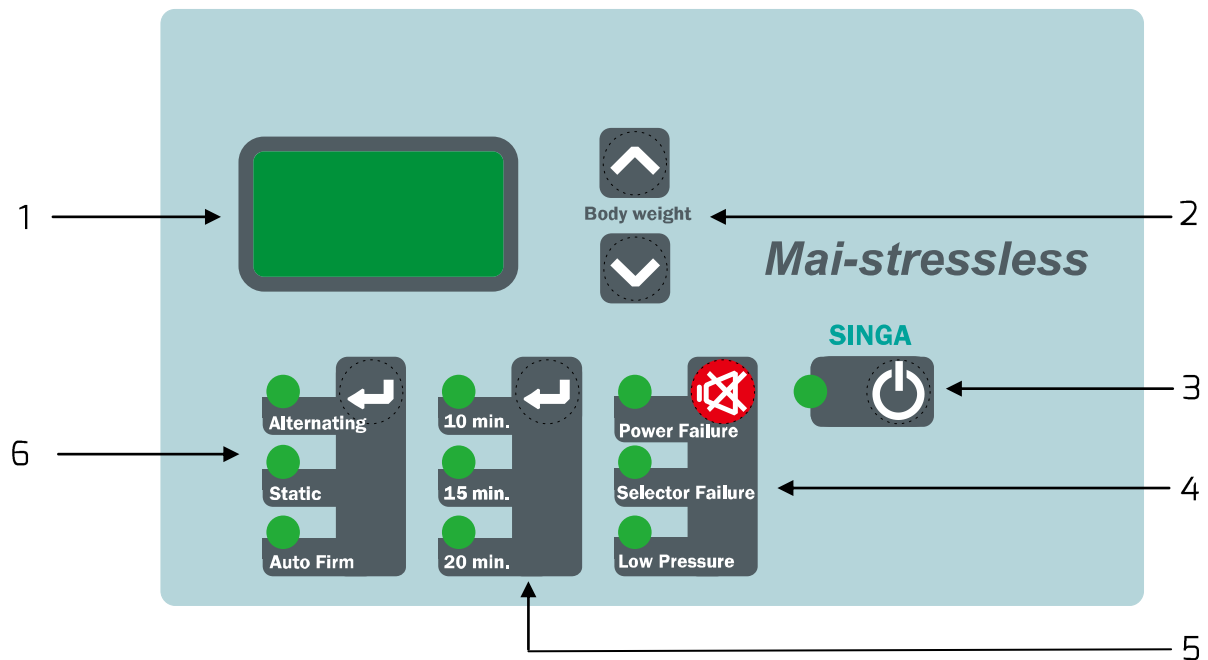 1
Body weight
2
Mai-stressless
SINGA
3
6
Alternating
Static
Auto Firm
10 min.
15 min.
20 min.
Power Failure
Selector Failure
Low Pressure
4
5